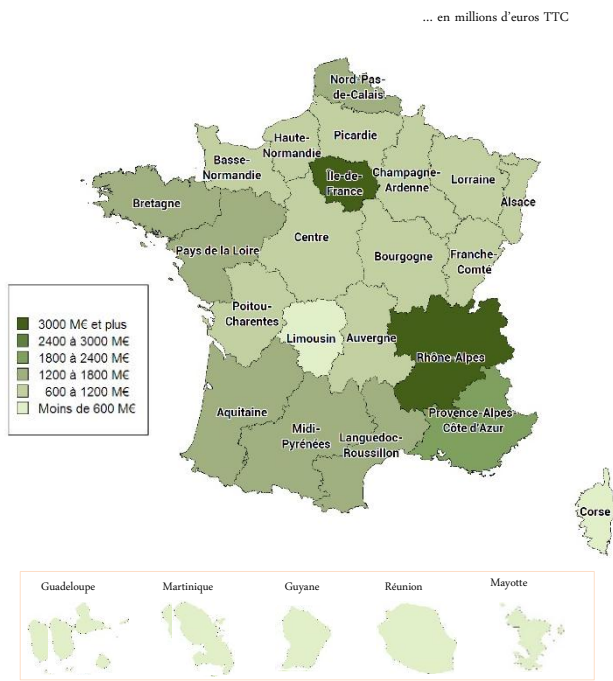 ... en millions d'euros TTC
Nord-Pas-
de-Calais
Picardie
Haute-
Normandie
Basse-
Normandie
Île-de-
France
Champagne-
Ardenne
Lorraine
Alsace
Bretagne
Pays de la Loire
Centre
Bourgogne
Franche-
Comté
Poitou-
Charentes
Limousin
Auvergne
Rhône-Alpes
Aquitaine
Midi-
Pyrénées
Languedoc-
Roussillon
Provence-Alpes-
Côte d'Azur
Corse
3000 M€ et plus
2400 à 3000 M€
1800 à 2400 M€
1200 à 1800 M€
600 à 1200 M€
Moins de 600 M€
Guadeloupe
Martinique
Guyane
Réunion
Mayotte